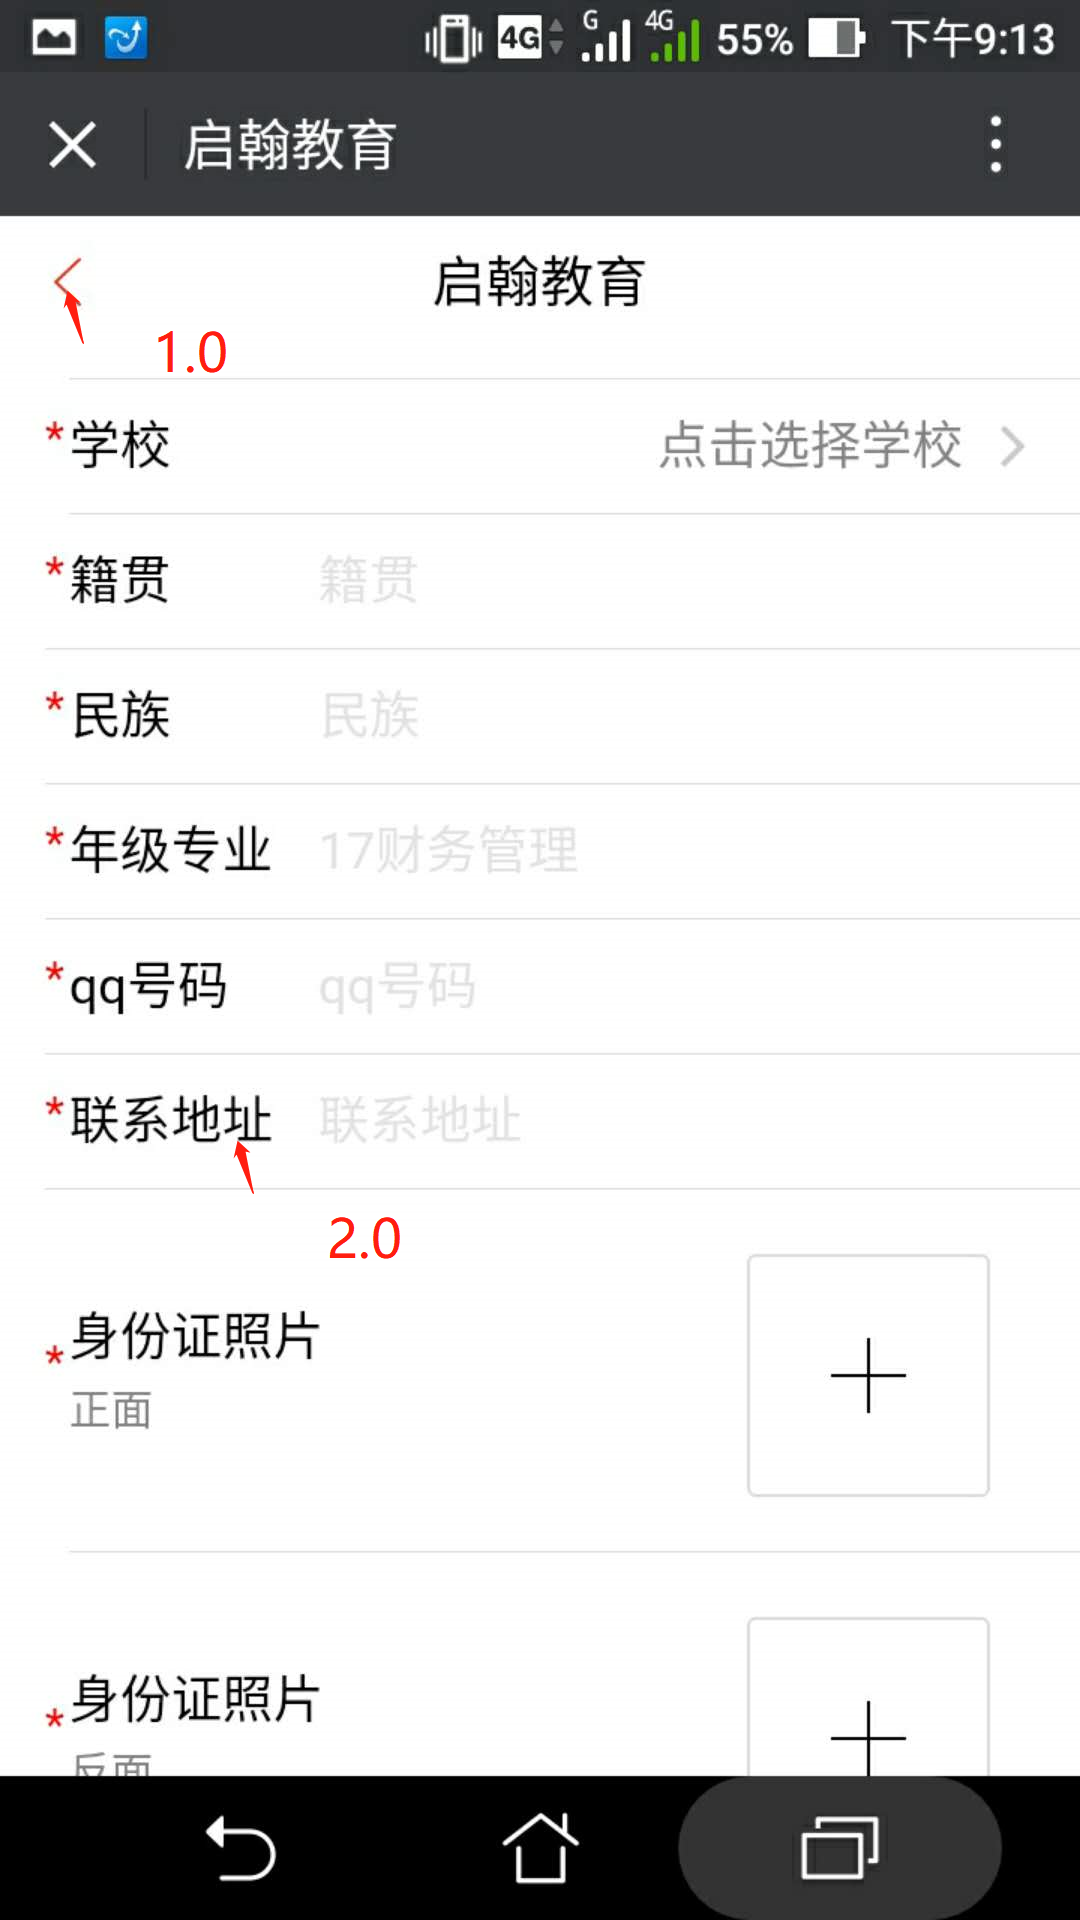 4G G 4G 55% 下午9:13
启翰教育
启翰教育
1.0
*学校 点击选择学校
*籍贯 籍贯
*民族 民族
*年级专业 17财务管理
*qq号码 qq号码
*联系地址 联系地址
2.0
*身份证照片
正面
*身份证照片
反面